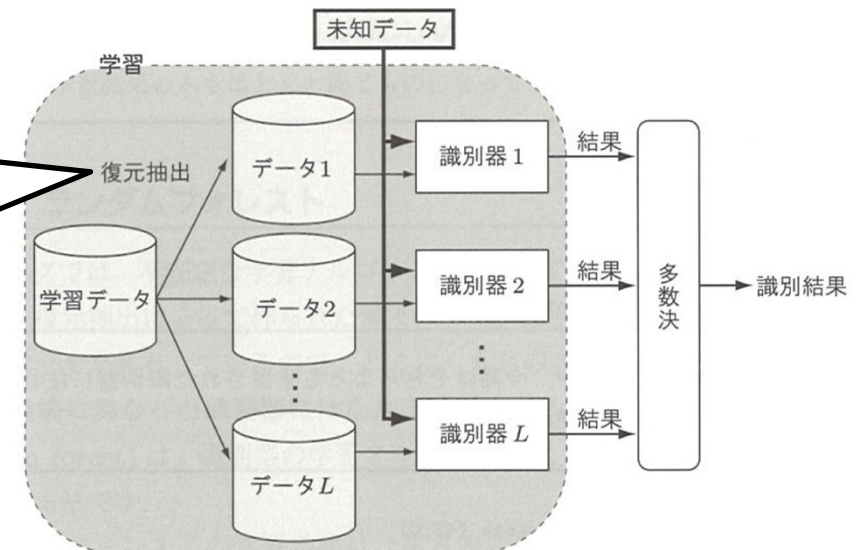 未知データ
学習
復元抽出
データ1
識別器1
結果
学習データ
データ2
識別器2
結果
多数決
識別結果
データL
識別器L
結果